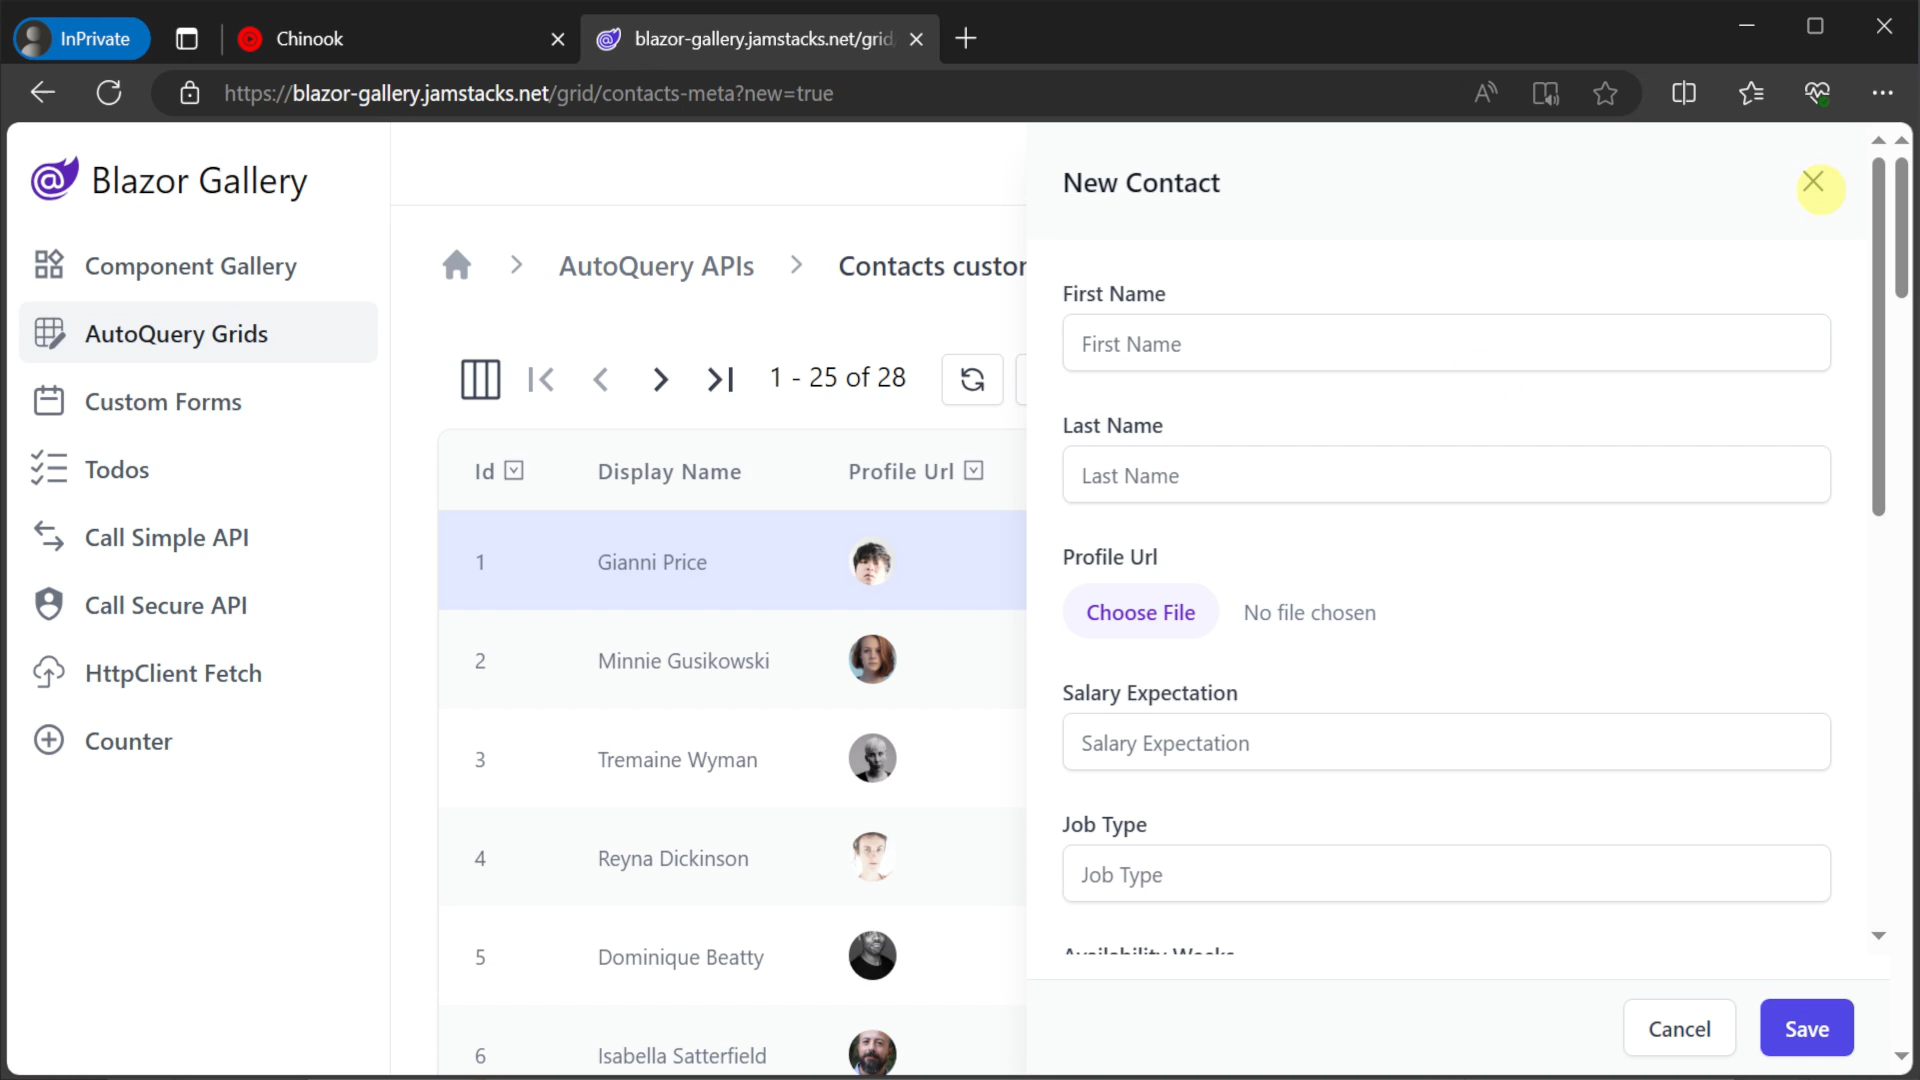 InPrivate
Chinook
blazor-gallery.jamstacks.net/grid
https://blazor-gallery.jamstacks.net/grid/contacts-meta?new=true
Blazor Gallery
Component Gallery
AutoQuery Grids
Custom Forms
Todos
Call Simple API
Call Secure API
HttpClient Fetch
Counter
AutoQuery APIs
Contacts custom
1 - 25 of 28
Id
Display Name
Profile Url
1
Gianni Price
2
Minnie Gusikowski
3
Tremaine Wyman
4
Reyna Dickinson
5
Dominique Beatty
6
Isabella Satterfield
New Contact
First Name
First Name
Last Name
Last Name
Profile Url
Choose File
No file chosen
Salary Expectation
Salary Expectation
Job Type
Job Type
Availability Weeks
Cancel
Save